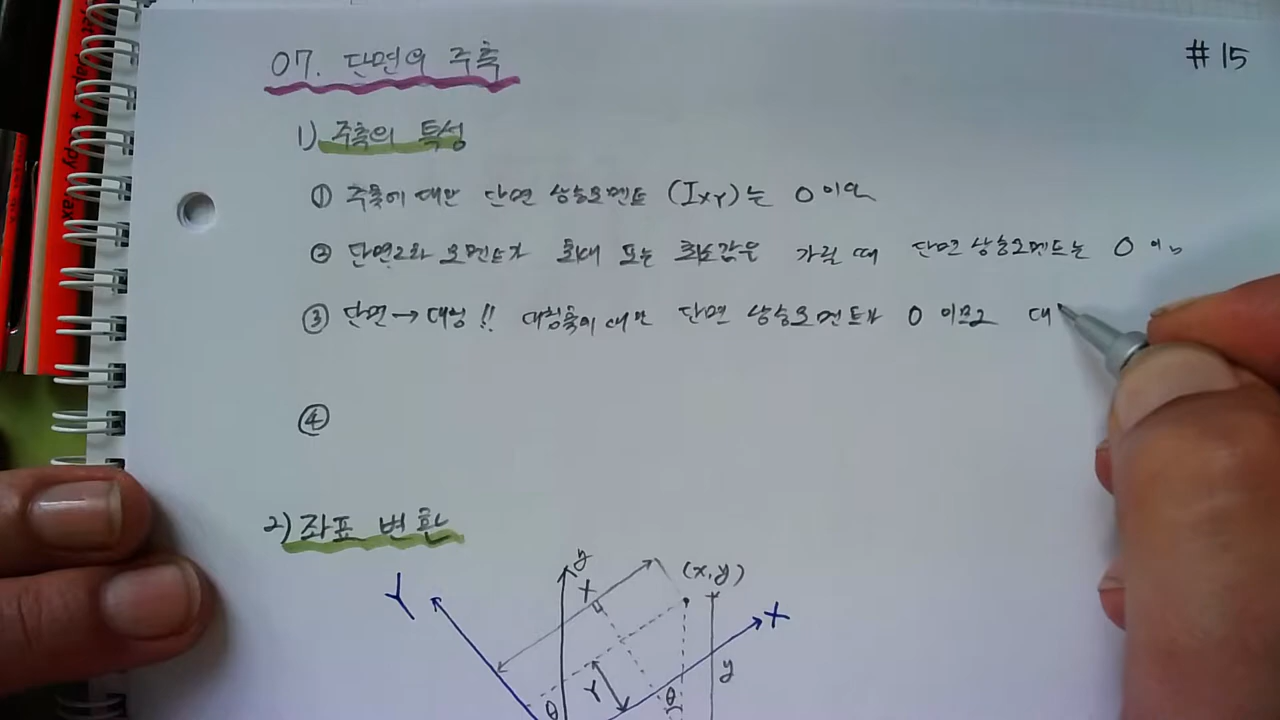 #15
07. 단면의 주축
1) 주축의 특성
① 주축에 대한 단면 상승모멘트 (IXY)는 0이다
② 단면2차 모멘트가 최대 또는 최소값을 가질 때 단면 상승모멘트는 0
③ 단면→대칭!! 대칭축에 대한 단면 상승모멘트가 0 이므로 대
④
2) 좌표 변환
y
X
(x,y)
Y
X
y
Y
θ
θ